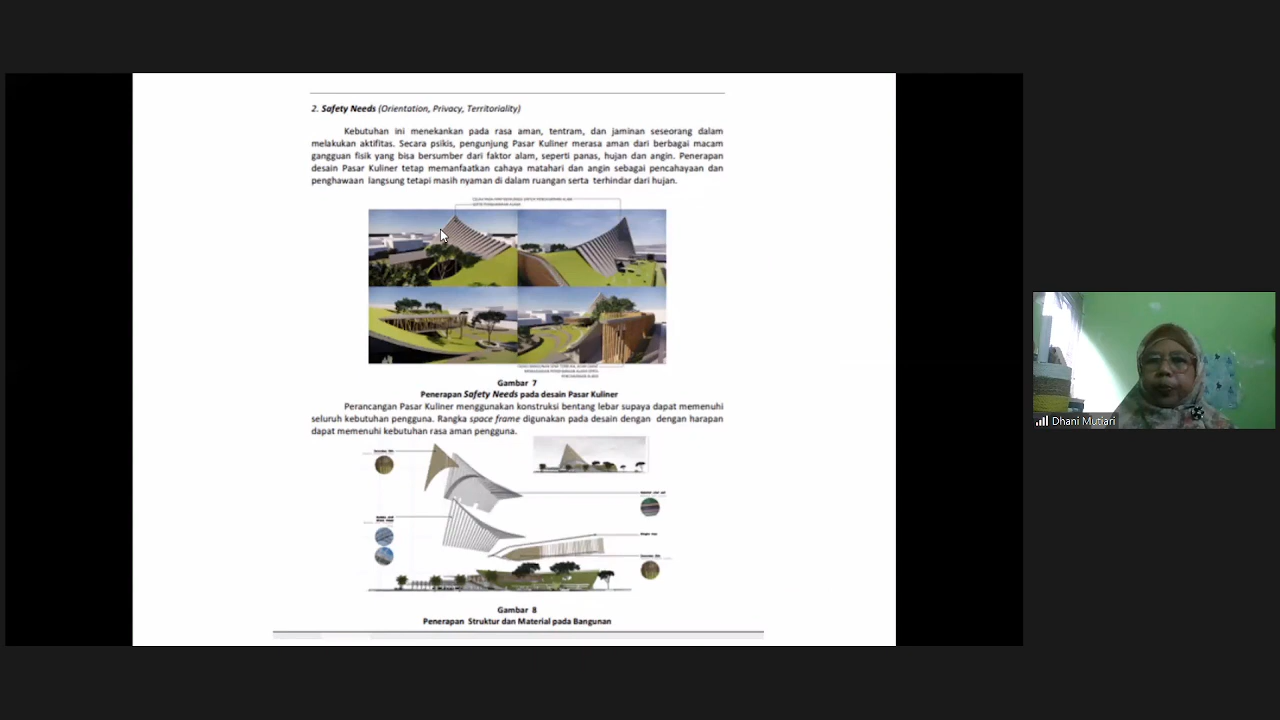 2. Safety Needs (Orientation, Privacy, Territoriality)
Kebutuhan ini menekankan pada rasa aman, tentram, dan jaminan seseorang dalam
melakukan aktifitas. Secara psikis, pengunjung Pasar Kuliner merasa aman dari berbagai macam
gangguan fisik yang bisa bersumber dari faktor alam, seperti panas, hujan dan angin. Penerapan
desain Pasar Kuliner tetap memanfaatkan cahaya matahari dan angin sebagai pencahayaan dan
penghawaan langsung tetapi masih nyaman di dalam ruangan serta terhindar dari hujan.
Gambar 7
Penerapan Safety Needs pada desain Pasar Kuliner
Perancangan Pasar Kuliner menggunakan konstruksi bentang lebar supaya dapat memenuhi
seluruh kebutuhan pengguna. Rangka space frame digunakan pada desain dengan dengan harapan
dapat memenuhi kebutuhan rasa aman pengguna.
Gambar 8
Penerapan Struktur dan Material pada Bangunan
Dhani Mutiari